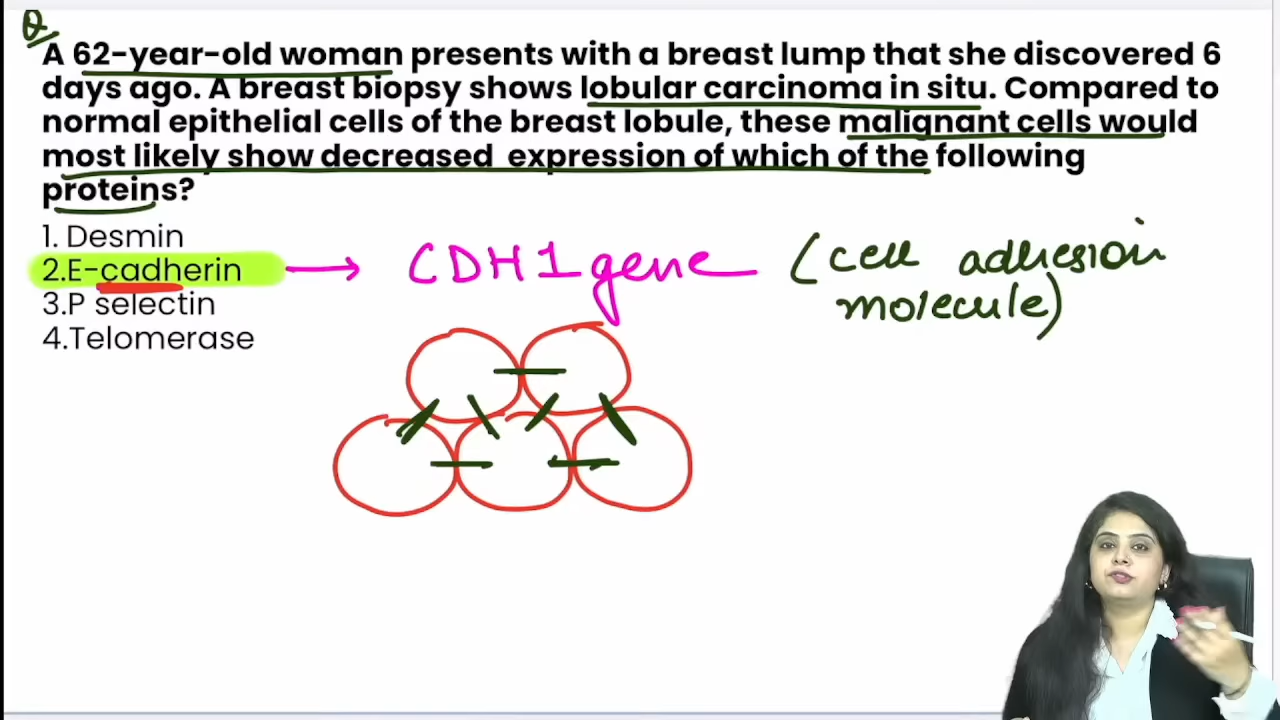 Q
A 62-year-old woman presents with a breast lump that she discovered 6
days ago. A breast biopsy shows lobular carcinoma in situ. Compared to
normal epithelial cells of the breast lobule, these malignant cells would
most likely show decreased expression of which of the following
proteins?
1. Desmin
2.E-cadherin → CDH1 gene (cell adhesion
molecule)
3.P selectin
4.Telomerase